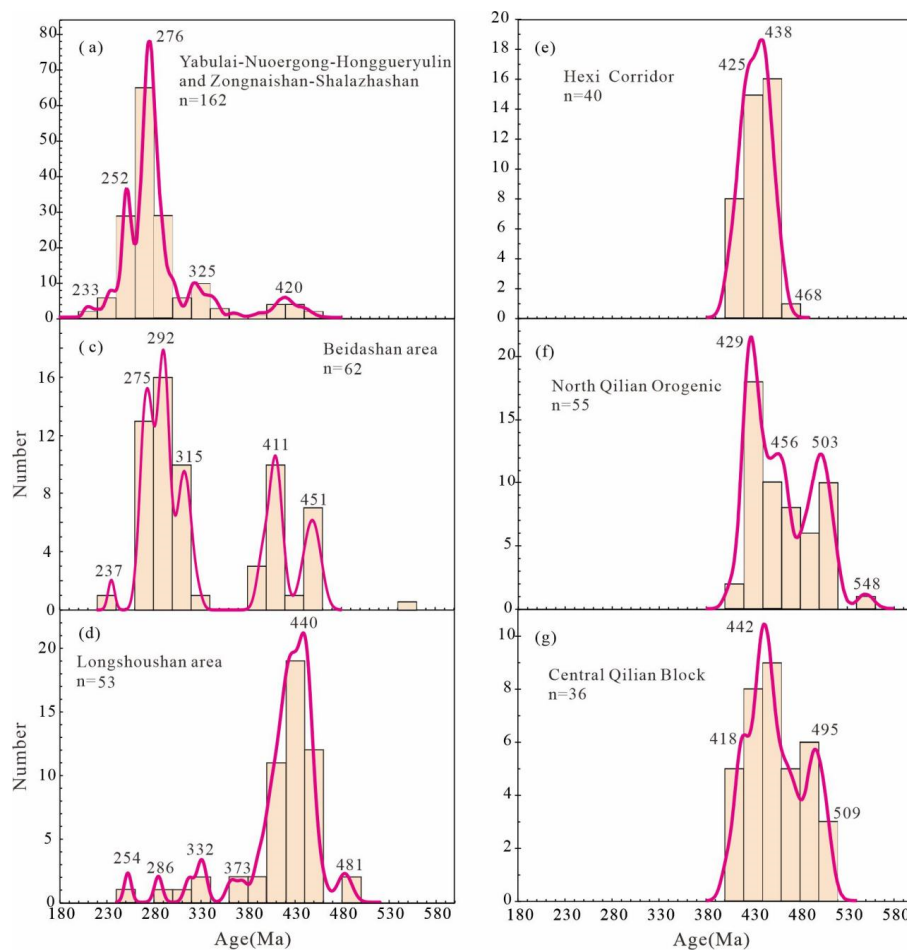 (a)
276
Yabulai-Nuoergong-Honggueryulin
and Zongnaishan-Shalazhashan
n=162
252
233
325
420
80
70
60
50
40
30
20
10
0
(c)
292
Beidashan area
n=62
275
315
411
451
237
16
12
8
4
0
Number
(d)
440
Longshoushan area
n=53
254
286
332
373
481
20
15
10
5
0
Number
180 230 280 330 380 430 480 530 580
Age(Ma)
(e)
438
425
Hexi Corridor
n=40
468
20
18
16
14
12
10
8
6
4
2
0
(f)
429
North Qilian Orogenic
n=55
456
503
548
20
15
10
5
0
(g)
442
Central Qilian Block
n=36
418
495
509
10
8
6
4
2
0
180 230 280 330 380 430 480 530 580
Age(Ma)